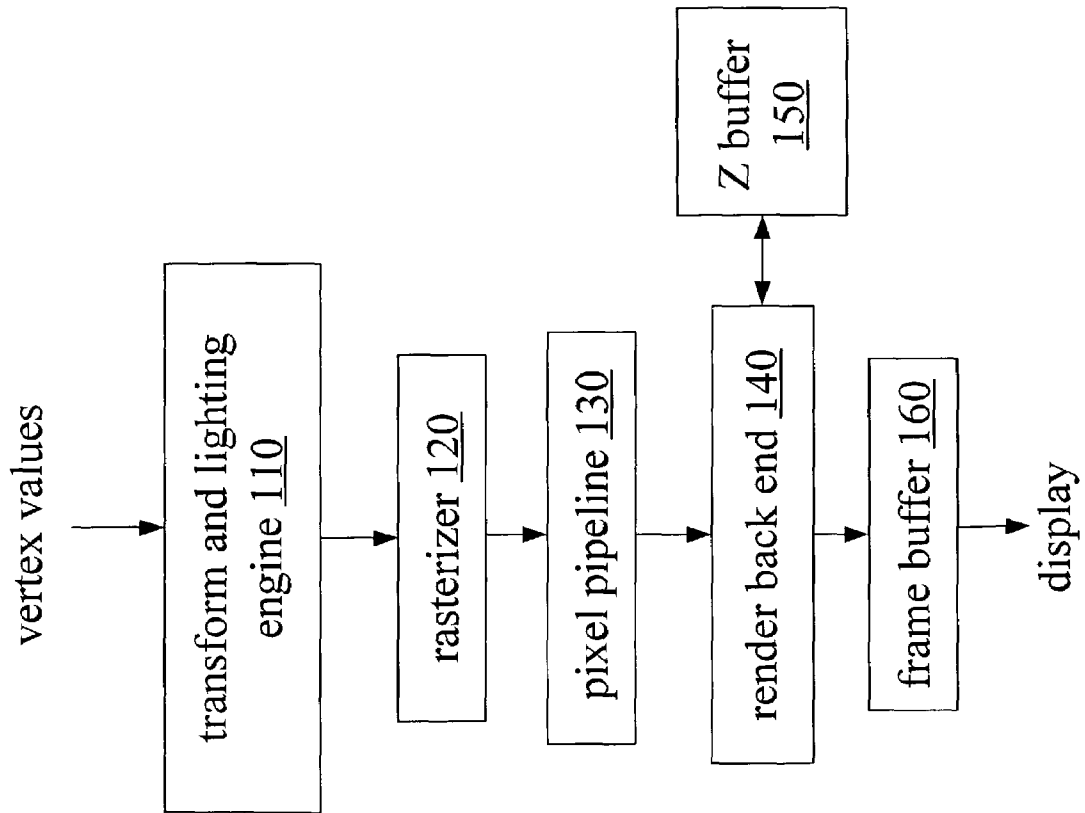 vertex values
transform and lighting
engine 110
rasterizer 120
pixel pipeline 130
render back end 140
Z buffer
150
frame buffer 160
display